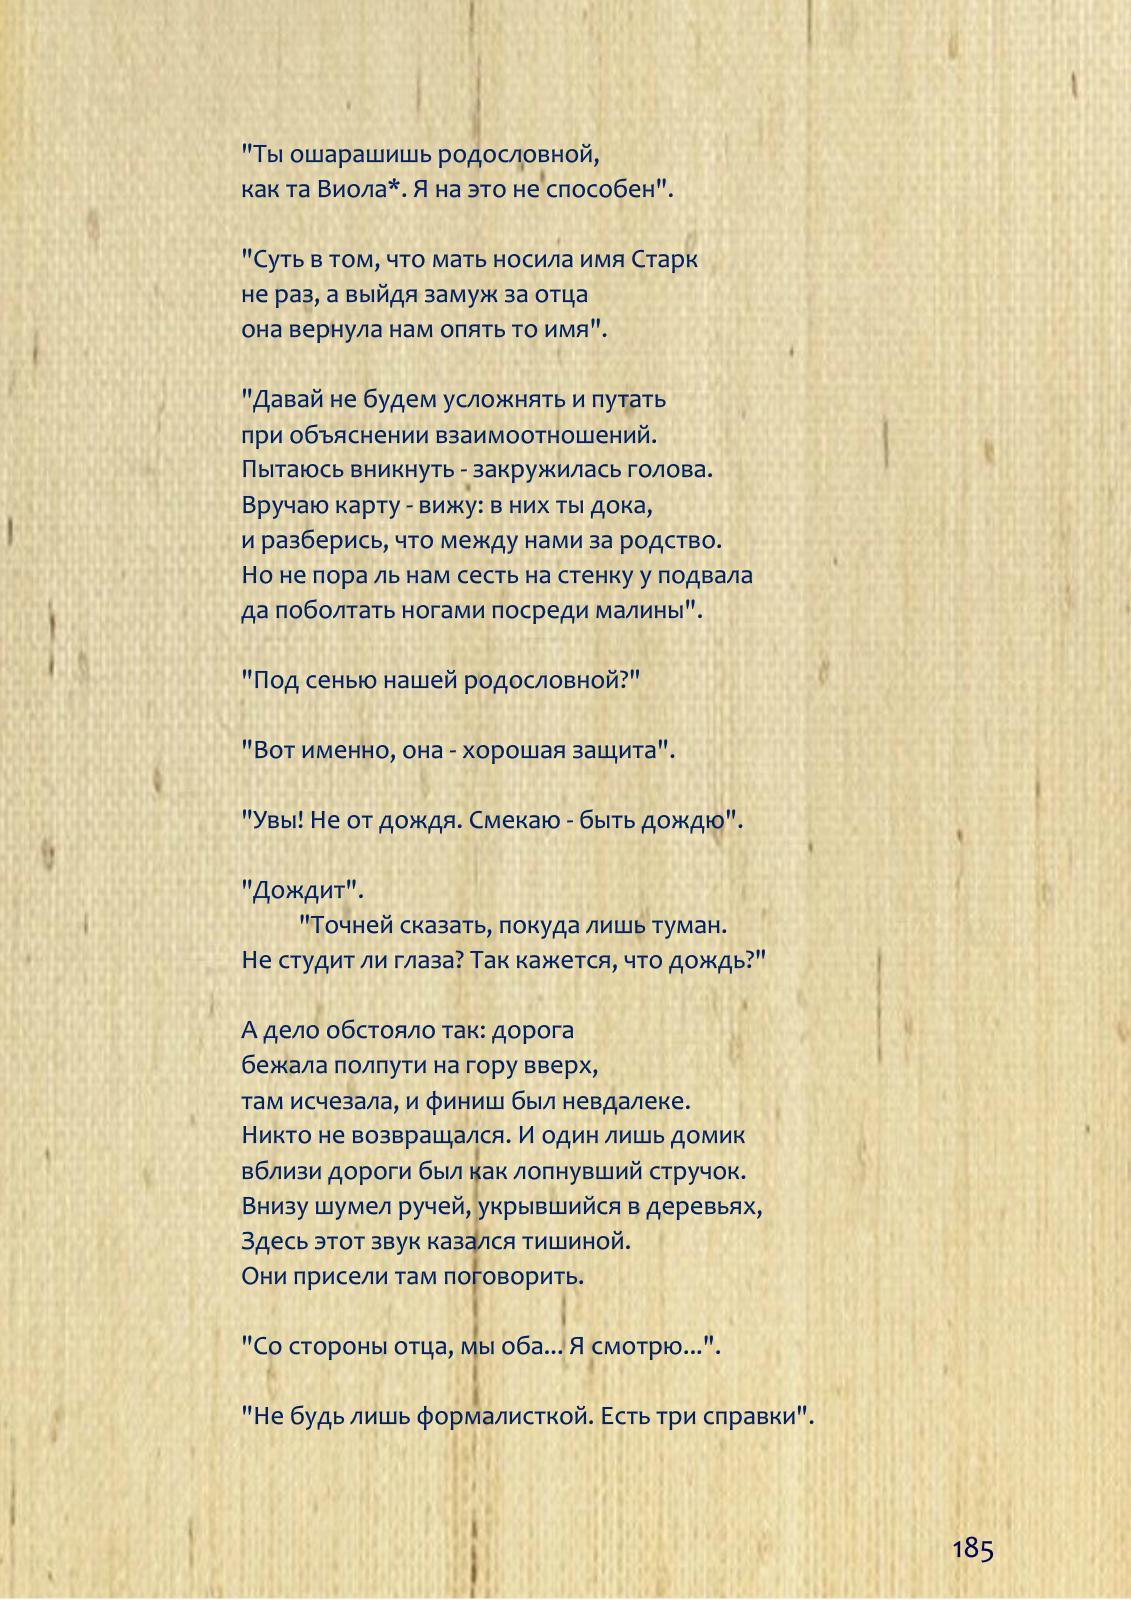 "Ты ошарашишь родословной,
как та Виола*. Я на это не способен".
"Суть в том, что мать носила имя Старк
не раз, а выйдя замуж за отца
она вернула нам опять то имя".
"Давай не будем усложнять и путать
при объяснении взаимоотношений.
Пытаюсь вникнуть - закружилась голова.
Вручаю карту - вижу: в них ты дока,
и разберись, что между нами за родство.
Но не пора ль нам сесть на стенку у подвала
да поболтать ногами посреди малины".
"Под сенью нашей родословной?"
"Вот именно, она - хорошая защита".
"Увы! Не от дождя. Смекаю - быть дождю".
"Дождит".
"Точней сказать, покуда лишь туман.
Не студит ли глаза? Так кажется, что дождь?"
А дело обстояло так: дорога
бежала полпути на гору вверх,
там исчезала, и финиш был невдалеке.
Никто не возвращался. И один лишь домик
вблизи дороги был как лопнувший стручок.
Внизу шумел ручей, укрывшийся в деревьях,
Здесь этот звук казался тишиной.
Они присели там поговорить.
"Со стороны отца, мы оба... Я смотрю...".
"Не будь лишь формалисткой. Есть три справки".
185